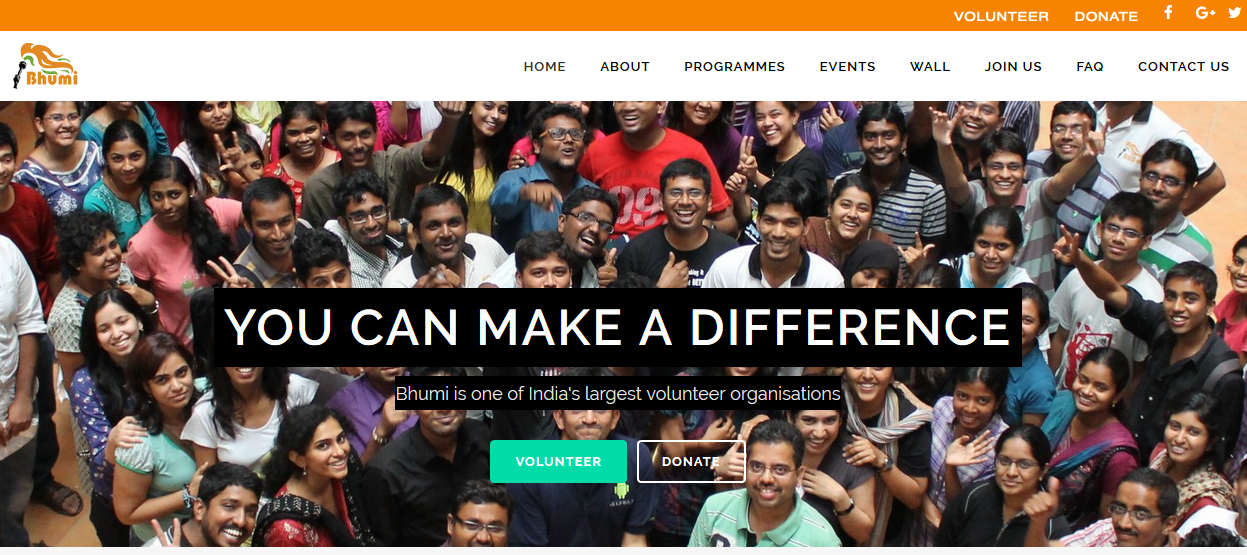 VOLUNTEER DONATE
Bhumi
HOME ABOUT PROGRAMMES EVENTS WALL JOIN US FAQ CONTACT US
YOU CAN MAKE A DIFFERENCE
Bhumi is one of India's largest volunteer organisations
VOLUNTEER DONATE